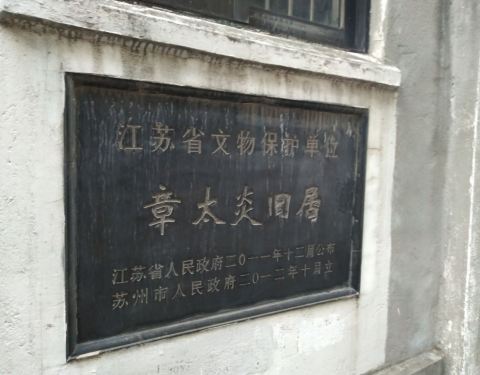 江苏省文物保护单位
章太炎旧居
江苏省人民政府二〇一一年十二月公布
苏州市人民政府二〇一二年十月立